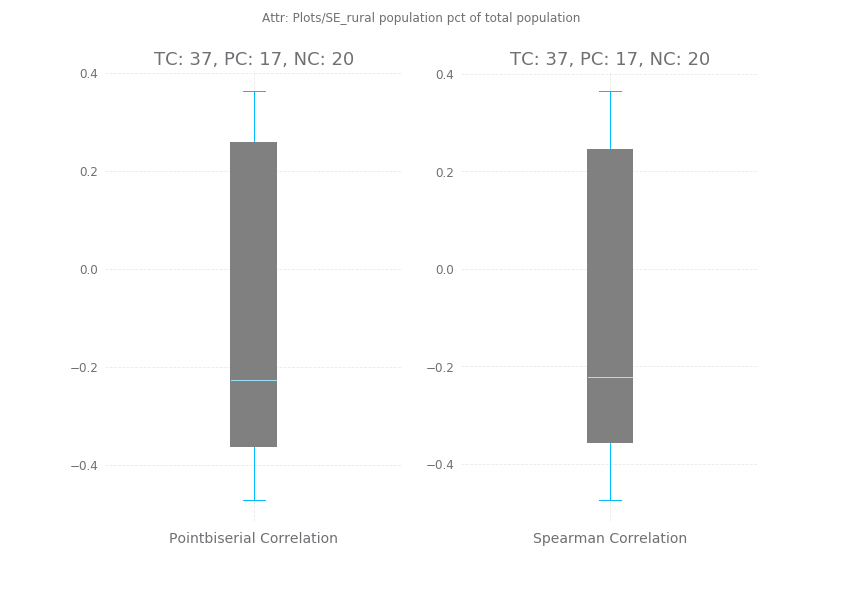 Attr: Plots/SE_rural population pct of total population
TC: 37, PC: 17, NC: 20
0.4
0.2
0.0
−0.2
−0.4
Pointbiserial Correlation
TC: 37, PC: 17, NC: 20
0.4
0.2
0.0
−0.2
−0.4
Spearman Correlation